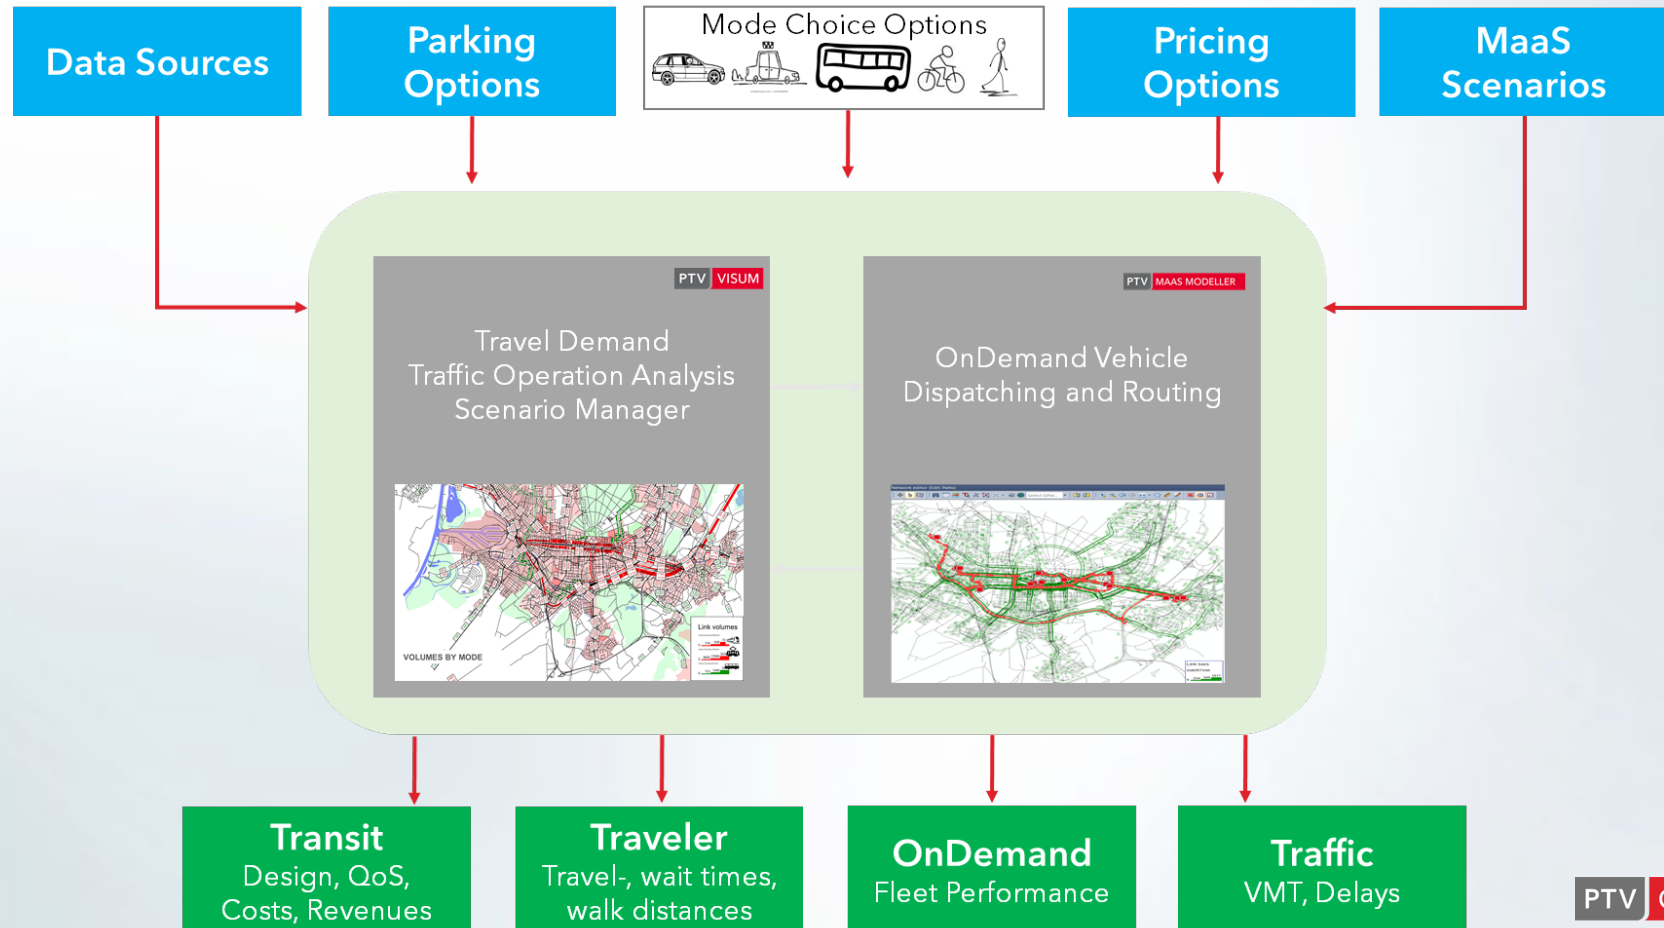 Data Sources
Parking
Options
Mode Choice Options
Pricing
Options
MaaS
Scenarios
PTV VISUM
Travel Demand
Traffic Operation Analysis
Scenario Manager
PTV MAAS MODELLER
OnDemand Vehicle
Dispatching and Routing
Link volumes
VOLUMES BY MODE
Transit
Design, QoS,
Costs, Revenues
Traveler
Travel-, wait times,
walk distances
OnDemand
Fleet Performance
Traffic
VMT, Delays
PTV